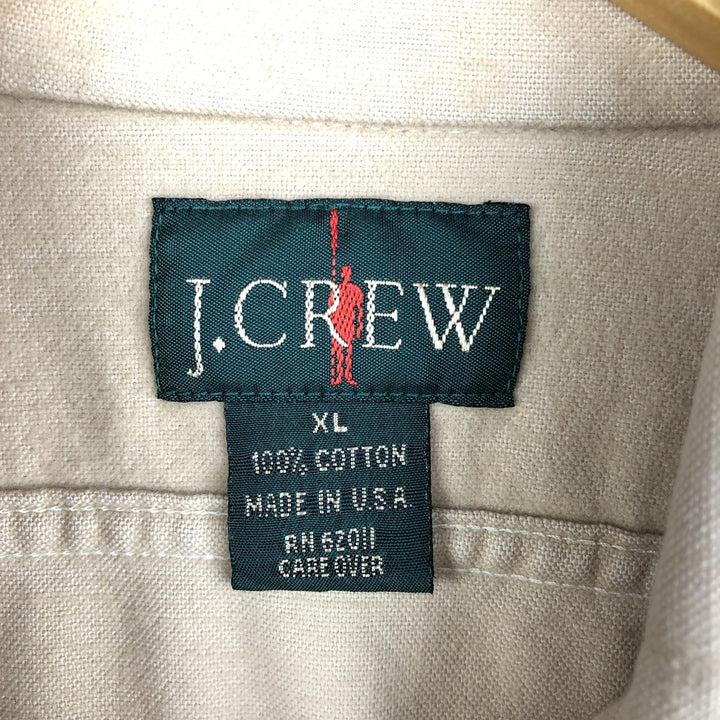 J.CREW
XL
100% COTTON
MADE IN U.S.A.
RN 62011
CARE OVER